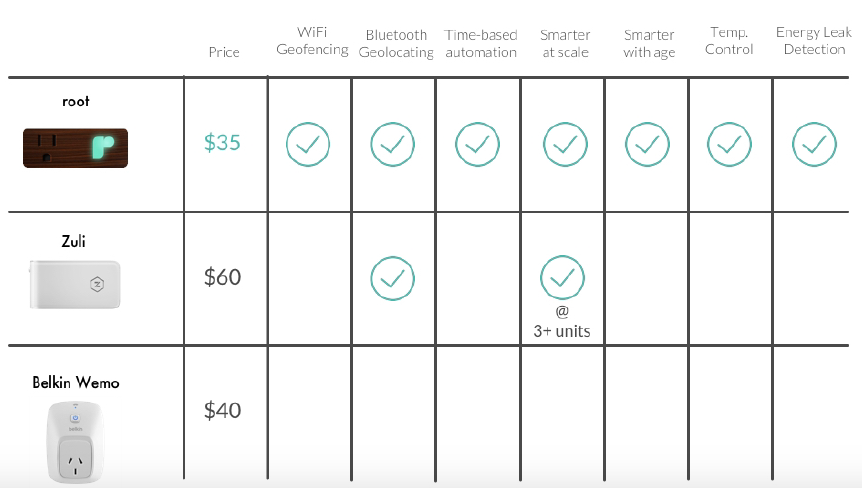 Price
WiFi
Geofencing
Bluetooth
Geolocating
Time-based
automation
Smarter
at scale
Smarter
with age
Temp.
Control
Energy Leak
Detection
root
$35
Zuli
$60
@
3+ units
Belkin Wemo
$40
belkin